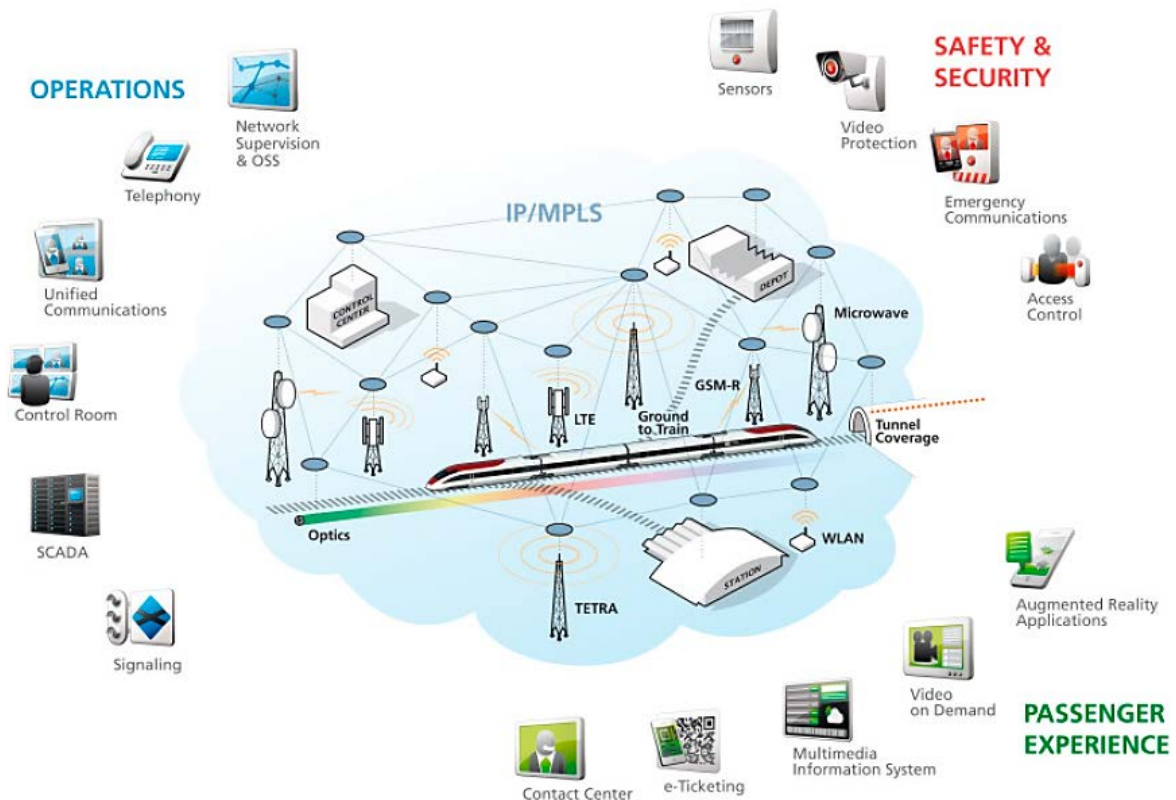 OPERATIONS
Network
Supervision
& OSS
Telephony
Unified
Communications
Control Room
SCADA
Signaling
SAFETY &
SECURITY
Sensors
Video
Protection
Emergency
Communications
Access
Control
IP/MPLS
CONTROL
CENTER
DEPOT
Microwave
GSM-R
LTE
Ground
to Train
Tunnel
Coverage
Optics
WLAN
STATION
TETRA
Augmented Reality
Applications
Video
on Demand
PASSENGER
EXPERIENCE
Multimedia
Information System
e-Ticketing
Contact Center